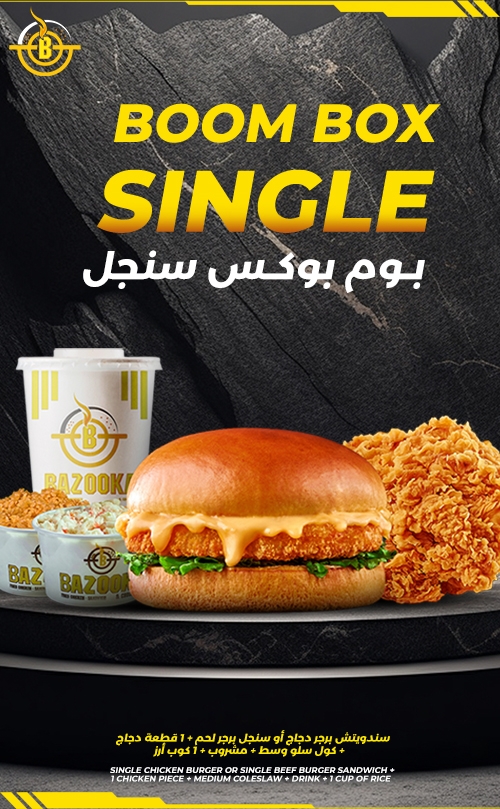 B
BOOM BOX
SINGLE
بوم بوكس سنجل
B
BAZOOKA
BAZ
BAZOO
سندويتش برجر دجاج أو سنجل برجر لحم + 1 قطعة دجاج
+ كول سلو وسط + مشروب + 1 كوب أرز
SINGLE CHICKEN BURGER OR SINGLE BEEF BURGER SANDWICH +
1 CHICKEN PIECE + MEDIUM COLESLAW + DRINK + 1 CUP OF RICE